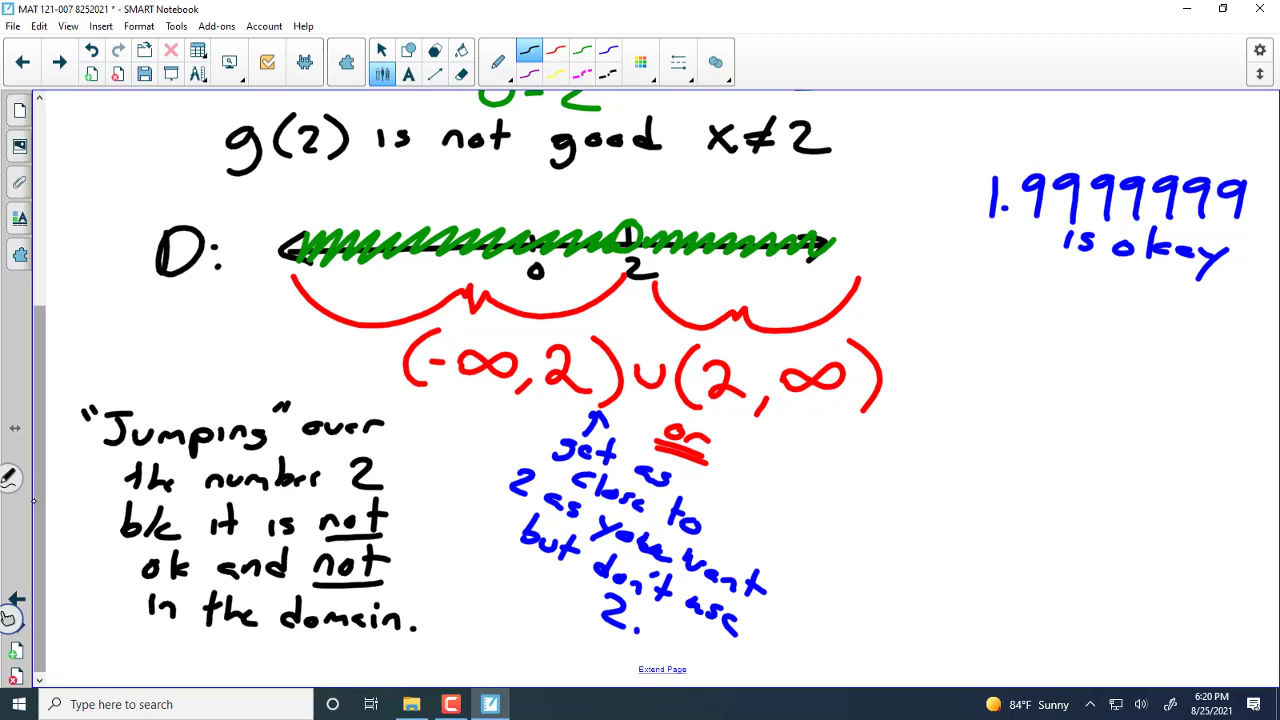 MAT 121-007 8252021 * - SMART Notebook
File Edit View Insert Format Tools Add-ons Account Help
g(2) is not good x≠2
1.9999999
is okey
D:
0 2
(-∞,2)∪(2,∞)
or
"Jumping" over
the number 2
b/c it is not
ok and not
in the domain.
get as
close to
2 as you want
but don't use
2.
Extend Page
Type here to search
84°F Sunny
6:20 PM
8/25/2021